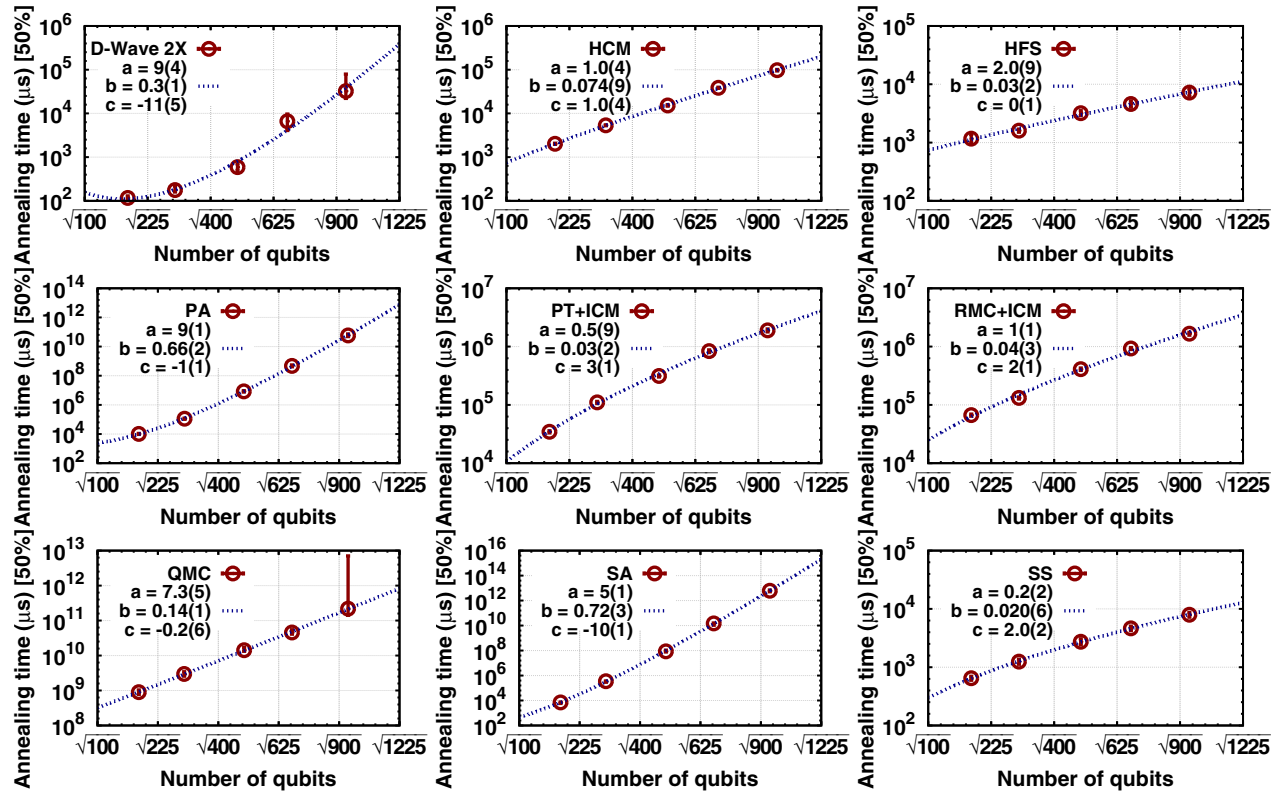 Annealing time (μs) [50%]
10^6
10^5
10^4
10^3
10^2
D-Wave 2X
a = 9(4)
b = 0.3(1)
c = -11(5)
√100 √225 √400 √625 √900 √1225
Number of qubits
Annealing time (μs) [50%]
10^6
10^5
10^4
10^3
10^2
HCM
a = 1.0(4)
b = 0.074(9)
c = 1.0(4)
√100 √225 √400 √625 √900 √1225
Number of qubits
Annealing time (μs) [50%]
10^5
10^4
10^3
10^2
HFS
a = 2.0(9)
b = 0.03(2)
c = 0(1)
√100 √225 √400 √625 √900 √1225
Number of qubits
Annealing time (μs) [50%]
10^14
10^12
10^10
10^8
10^6
10^4
10^2
PA
a = 9(1)
b = 0.66(2)
c = -1(1)
√100 √225 √400 √625 √900 √1225
Number of qubits
Annealing time (μs) [50%]
10^7
10^6
10^5
10^4
PT+ICM
a = 0.5(9)
b = 0.03(2)
c = 3(1)
√100 √225 √400 √625 √900 √1225
Number of qubits
Annealing time (μs) [50%]
10^7
10^6
10^5
10^4
RMC+ICM
a = 1(1)
b = 0.04(3)
c = 2(1)
√100 √225 √400 √625 √900 √1225
Number of qubits
Annealing time (μs) [50%]
10^13
10^12
10^11
10^10
10^9
10^8
QMC
a = 7.3(5)
b = 0.14(1)
c = -0.2(6)
√100 √225 √400 √625 √900 √1225
Number of qubits
Annealing time (μs) [50%]
10^16
10^14
10^12
10^10
10^8
10^6
10^4
10^2
SA
a = 5(1)
b = 0.72(3)
c = -10(1)
√100 √225 √400 √625 √900 √1225
Number of qubits
Annealing time (μs) [50%]
10^5
10^4
10^3
10^2
SS
a = 0.2(2)
b = 0.020(6)
c = 2.0(2)
√100 √225 √400 √625 √900 √1225
Number of qubits